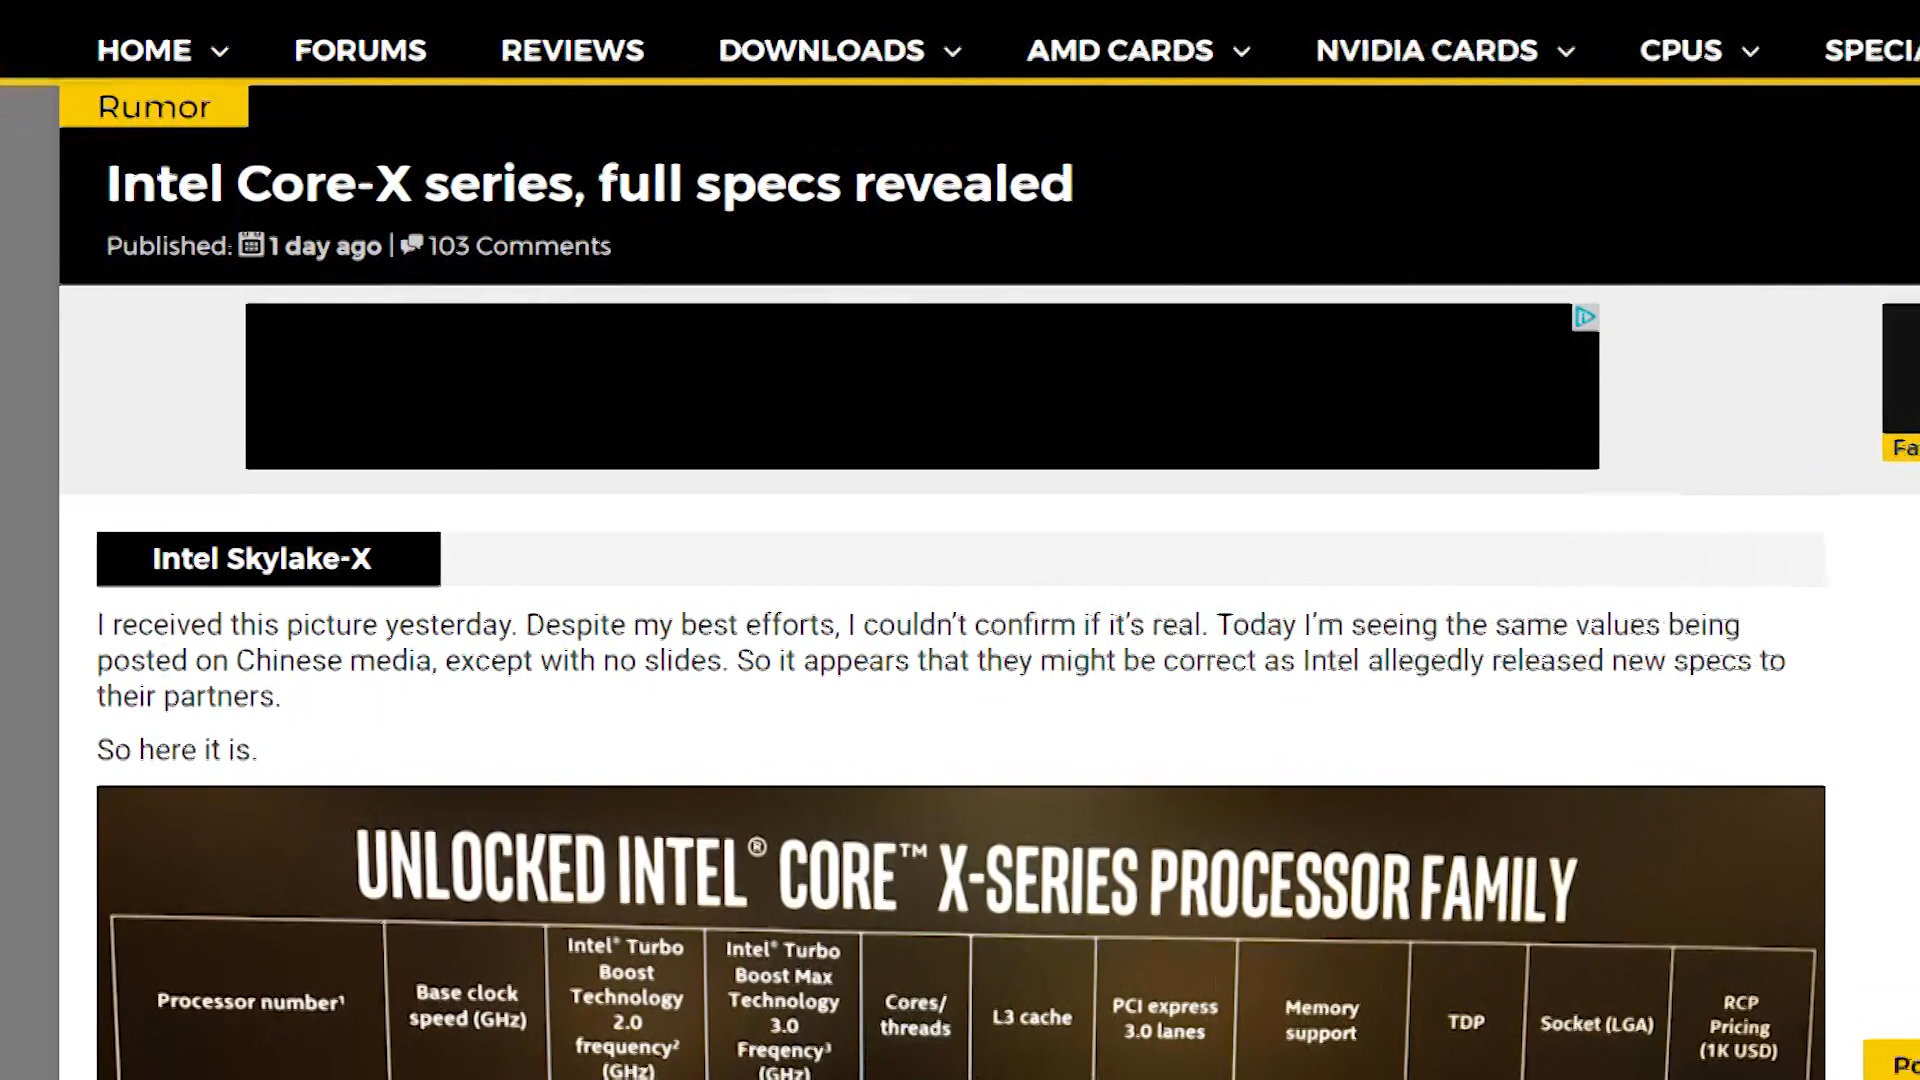 HOME FORUMS REVIEWS DOWNLOADS AMD CARDS NVIDIA CARDS CPUS
Rumor
Intel Core-X series, full specs revealed
Published: 1 day ago | 103 Comments
Intel Skylake-X
I received this picture yesterday. Despite my best efforts, I couldn't confirm if it's real. Today I'm seeing the same values being
posted on Chinese media, except with no slides. So it appears that they might be correct as Intel allegedly released new specs to
their partners.
So here it is.
UNLOCKED INTEL® CORE™ X-SERIES PROCESSOR FAMILY
Processor number¹
Base clock
speed (GHz)
Intel® Turbo
Boost
Technology
2.0
frequency²
(GHz)
Intel® Turbo
Boost Max
Technology
3.0
Freqency³
(GHz)
Cores/
threads
L3 cache
PCI express
3.0 lanes
Memory
support
TDP
Socket (LGA)
RCP
Pricing
(1K USD)